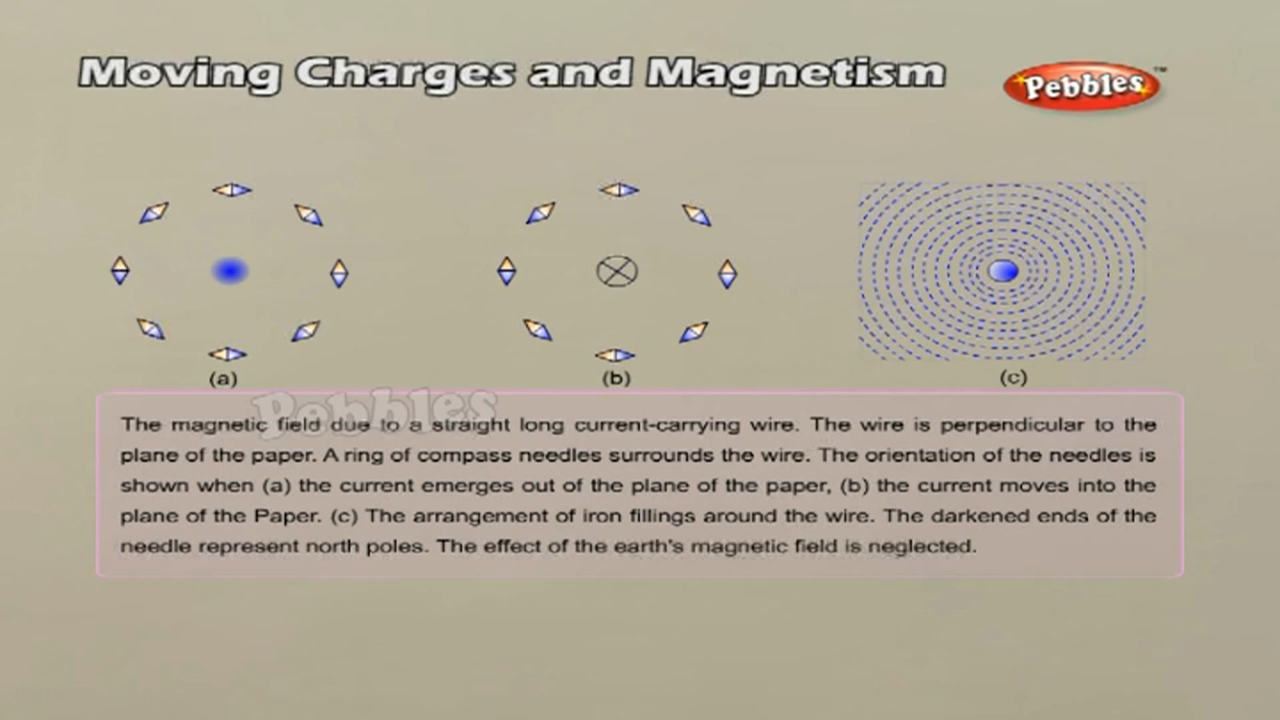 Moving Charges and Magnetism
Pebbles™
(a)
(b)
(c)
Pebbles
The magnetic field due to a straight long current-carrying wire. The wire is perpendicular to the
plane of the paper. A ring of compass needles surrounds the wire. The orientation of the needles is
shown when (a) the current emerges out of the plane of the paper, (b) the current moves into the
plane of the Paper. (c) The arrangement of iron fillings around the wire. The darkened ends of the
needle represent north poles. The effect of the earth's magnetic field is neglected.